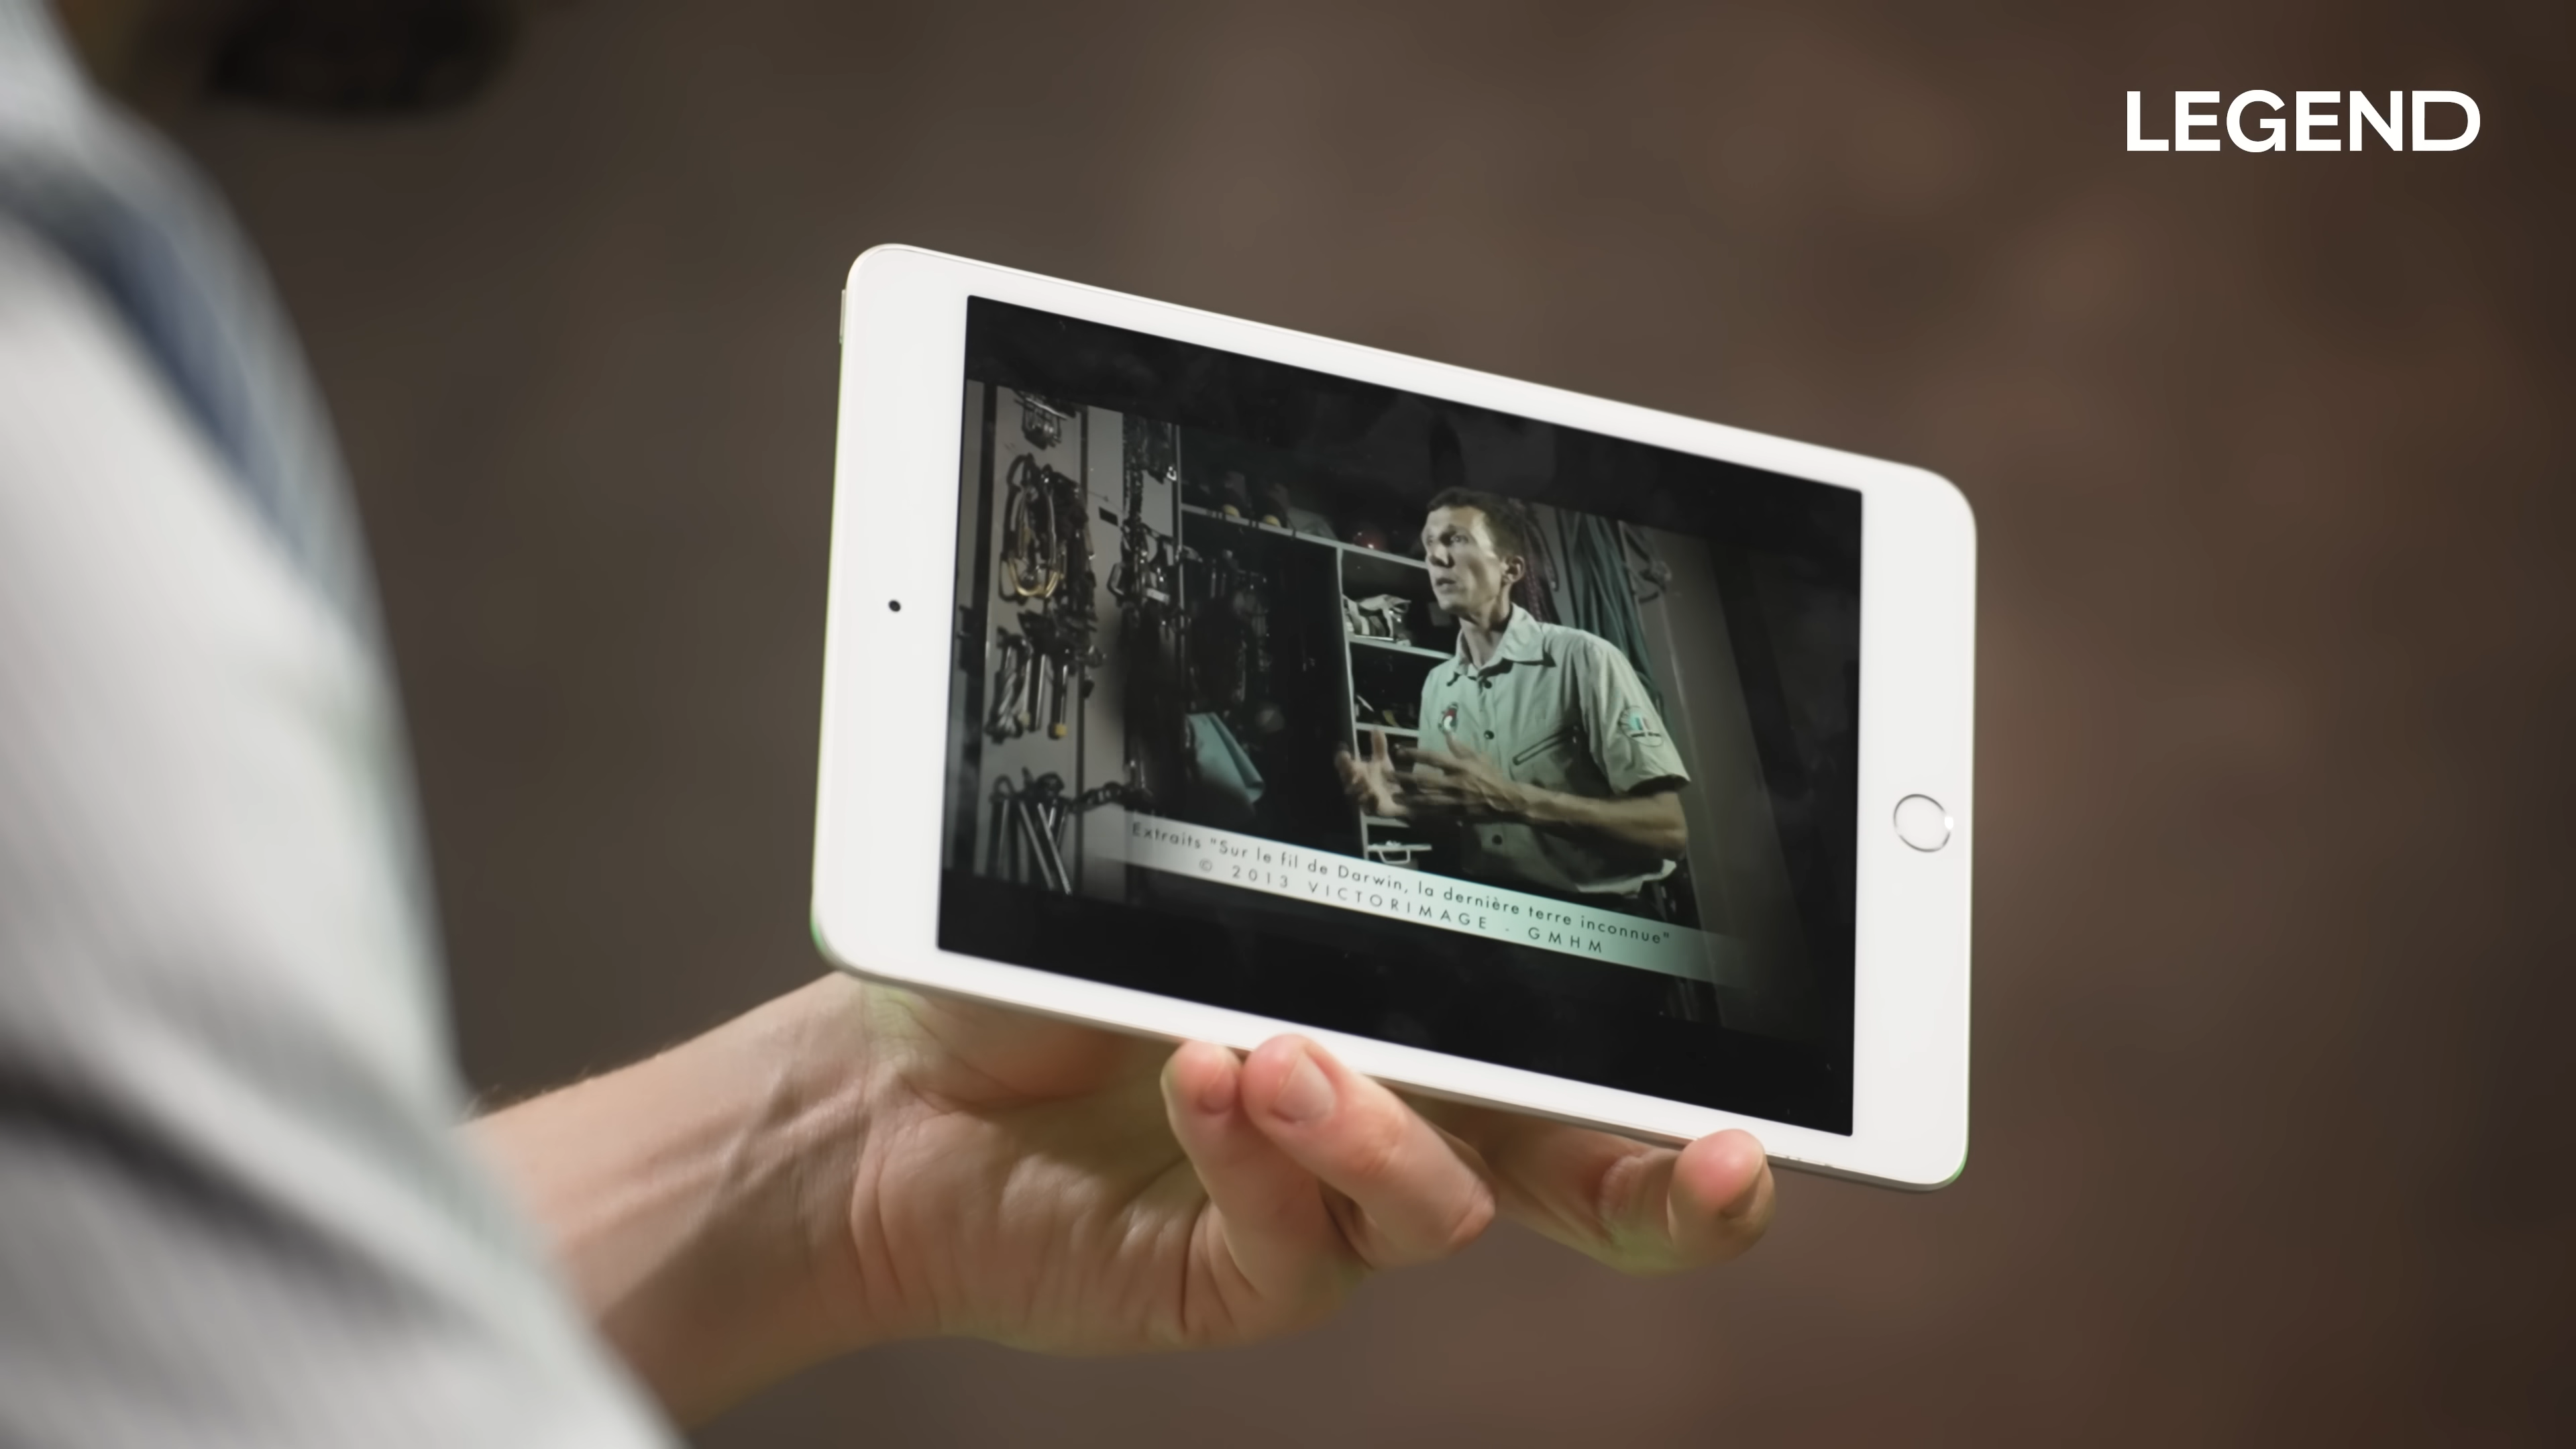 LEGEND
Extraits "Sur le fil de Darwin, la dernière terre inconnue"
© 2013 VICTORIMAGE - GMHM